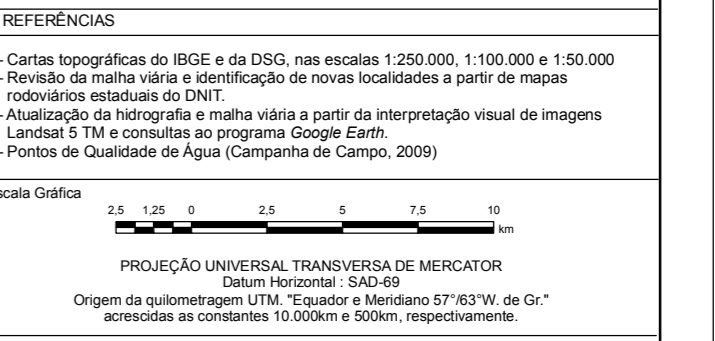 REFERÊNCIAS
- Cartas topográficas do IBGE e da DSG, nas escalas 1:250.000, 1:100.000 e 1:50.000
- Revisão da malha viária e identificação de novas localidades a partir de mapas
rodoviários estaduais do DNIT.
- Atualização da hidrografia e malha viária a partir da interpretação visual de imagens
Landsat 5 TM e consultas ao programa Google Earth.
- Pontos de Qualidade de Água (Campanha de Campo, 2009)
scala Gráfica
2,5 1,25 0 2,5 5 7,5 10
km
PROJEÇÃO UNIVERSAL TRANSVERSA DE MERCATOR
Datum Horizontal : SAD-69
Origem da quilometragem UTM. "Equador e Meridiano 57°/63°W. de Gr."
acrescidas as constantes 10.000km e 500km, respectivamente.